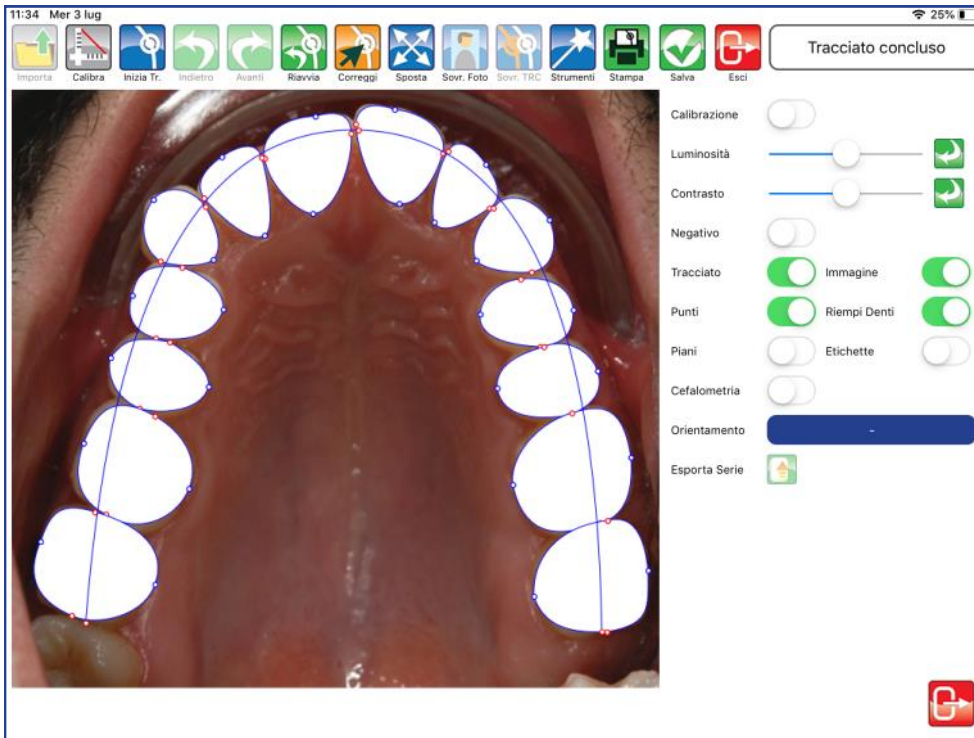 11:34 Mer 3 lug
25%
Importa Calibra Inizia Tr. Indietro Avanti Riavvia Correggi Sposta Sovr. Foto Sovr. TRC Strumenti Stampa Salva Esci
Tracciato concluso
Calibrazione
Luminosità
Contrasto
Negativo
Tracciato Immagine
Punti Riempi Denti
Piani Etichette
Cefalometria
Orientamento -
Esporta Serie